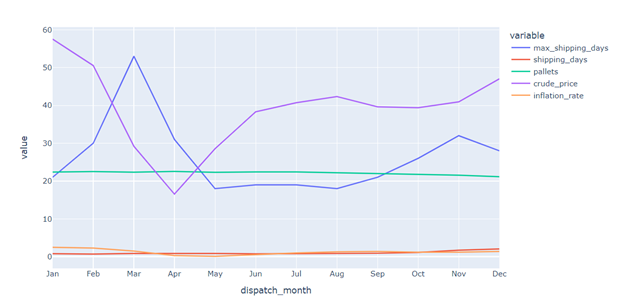 60
50
40
30
20
10
0
value
Jan Feb Mar Apr May Jun Jul Aug Sep Oct Nov Dec
dispatch_month
variable
max_shipping_days
shipping_days
pallets
crude_price
inflation_rate